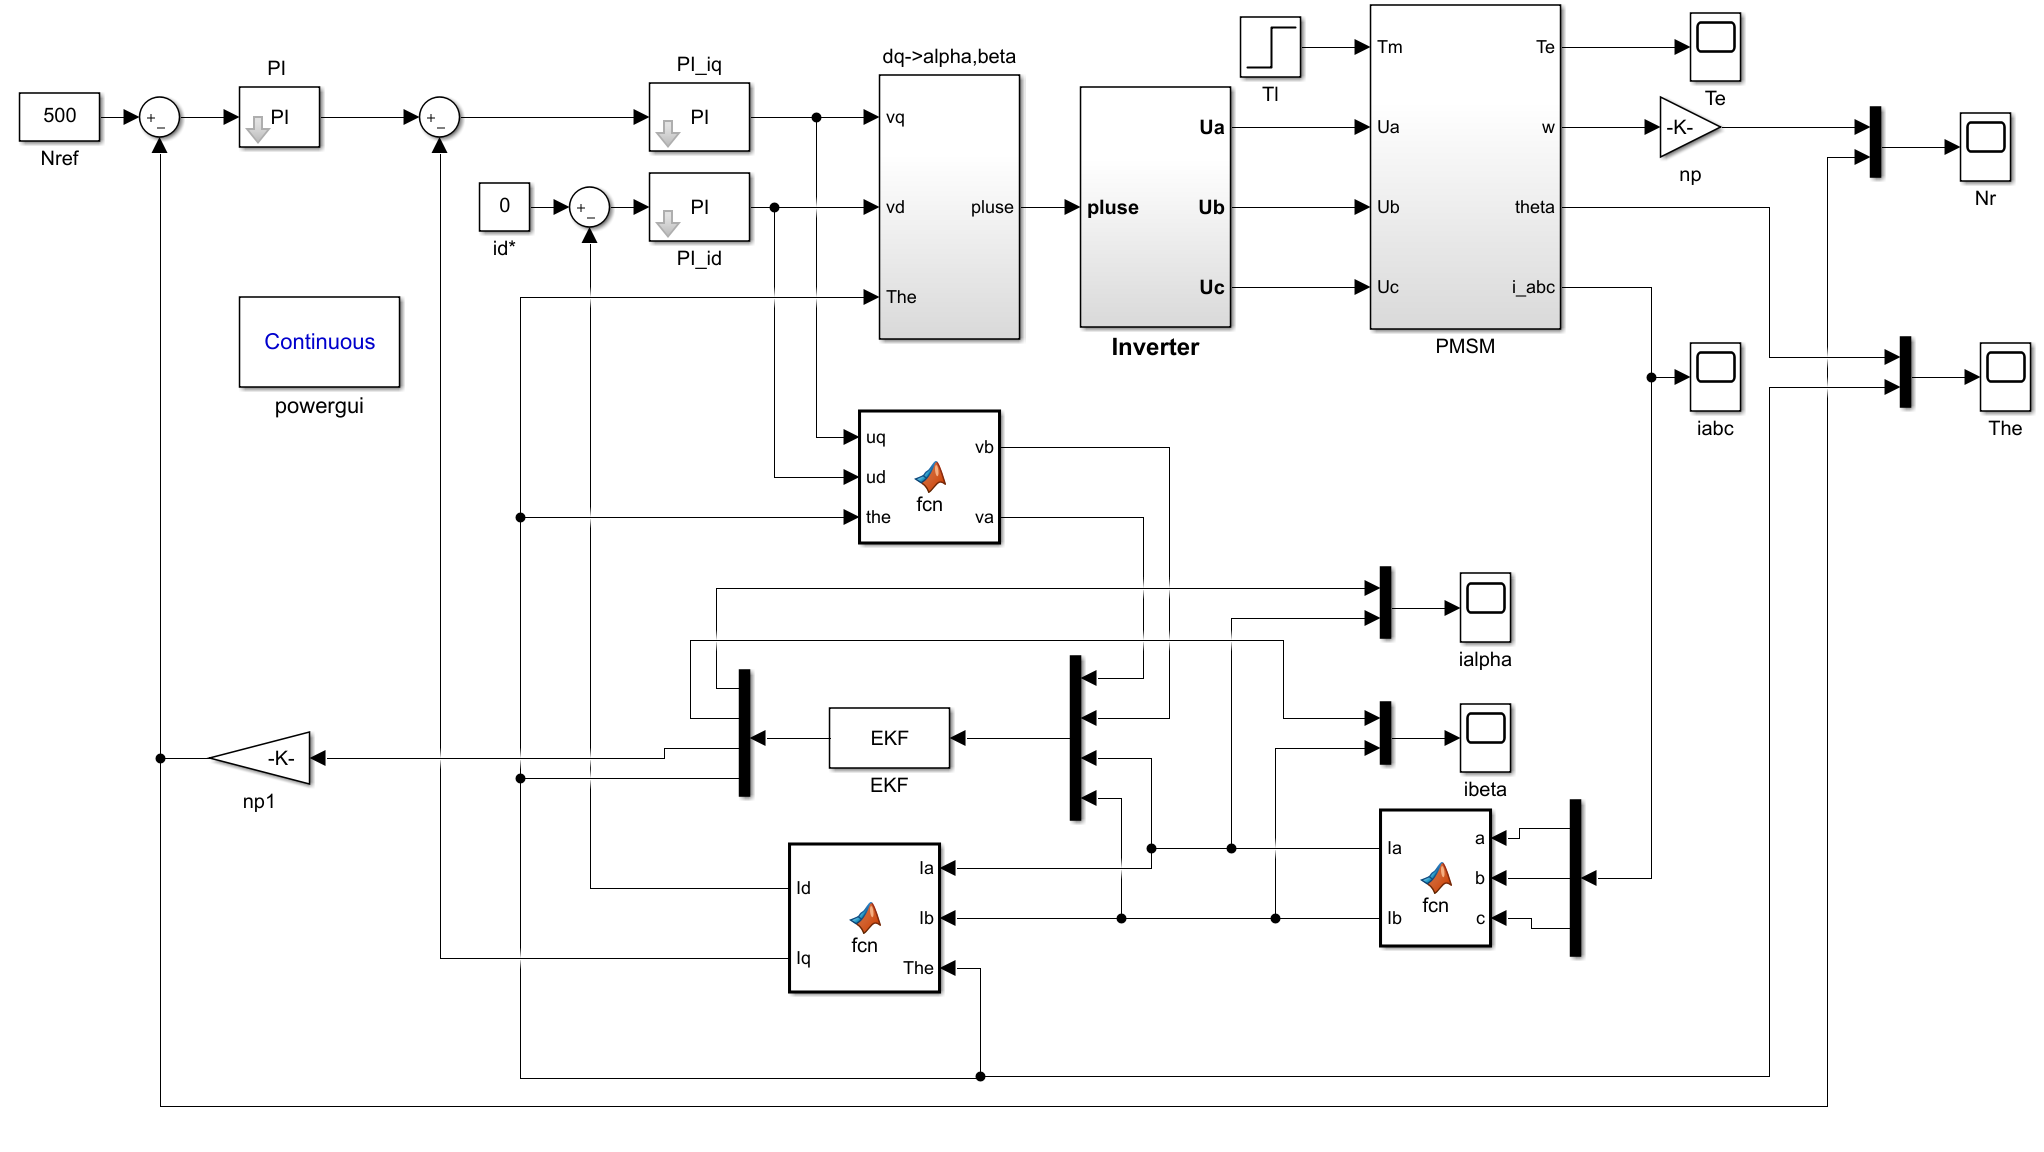 500
Nref
+
−
PI
PI
+
−
PI_iq
PI
0
id*
+
−
PI
PI_id
dq->alpha,beta
vq
vd
The
pluse
pluse
Ua
Ub
Uc
Inverter
Tl
Tm
Ua
Ub
Uc
Te
w
theta
i_abc
PMSM
Te
-K-
np
Nr
iabc
The
Continuous
powergui
uq
ud
the
vb
va
fcn
ialpha
ibeta
-K-
np1
EKF
EKF
Id
Iq
Ia
Ib
The
fcn
Ia
Ib
a
b
c
fcn